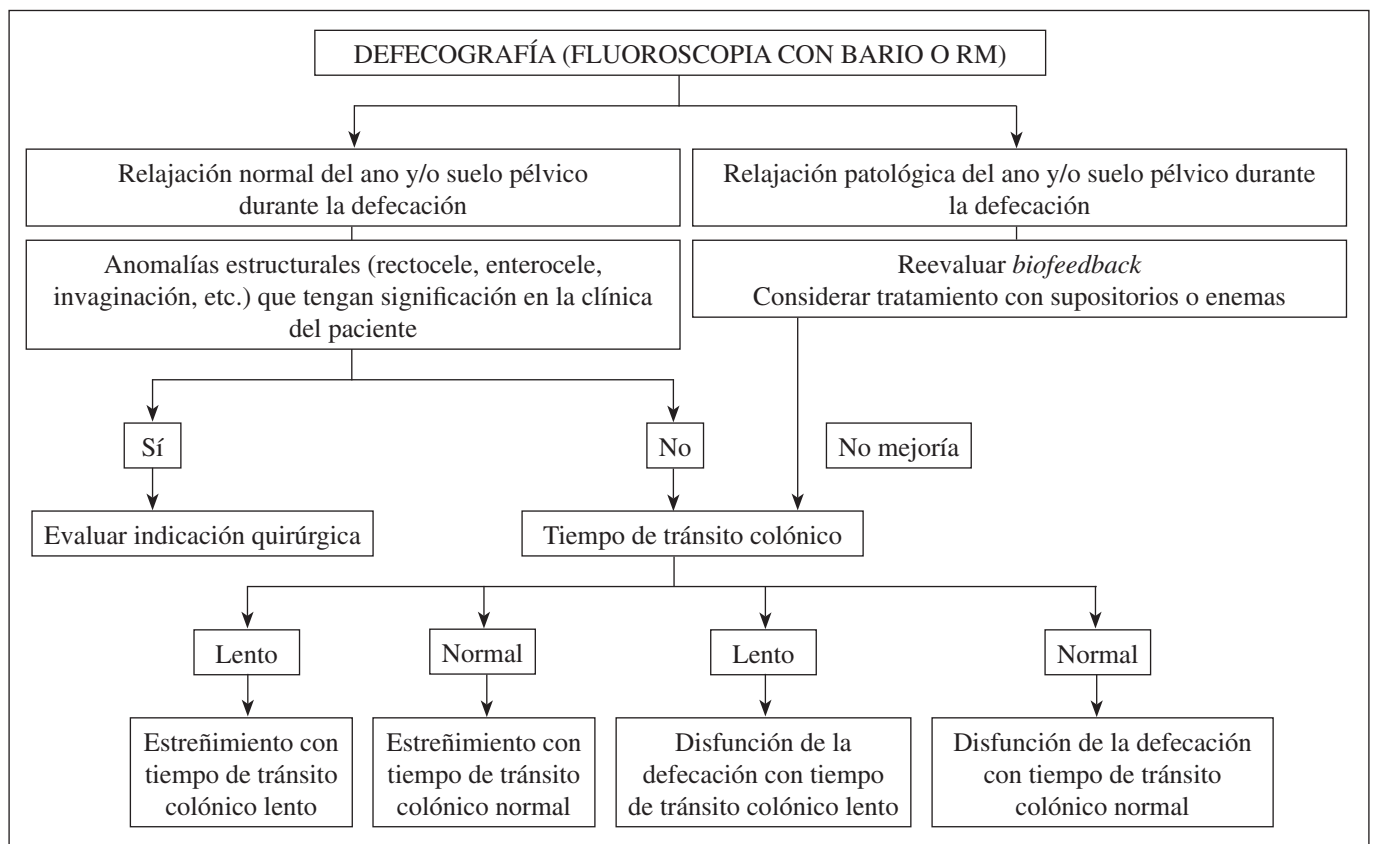 DEFECOGRAFÍA (FLUOROSCOPIA CON BARIO O RM)
Relajación normal del ano y/o suelo pélvico
durante la defecación
Relajación patológica del ano y/o suelo pélvico durante
la defecación
Anomalías estructurales (rectocele, enterocele,
invaginación, etc.) que tengan significación en la clínica
del paciente
Reevaluar biofeedback
Considerar tratamiento con supositorios o enemas
Sí
No
No mejoría
Evaluar indicación quirúrgica
Tiempo de tránsito colónico
Lento
Normal
Lento
Normal
Estreñimiento con
tiempo de tránsito
colónico lento
Estreñimiento con
tiempo de tránsito
colónico normal
Disfunción de la
defecación con tiempo
de tránsito colónico lento
Disfunción de la defecación
con tiempo de tránsito
colónico normal